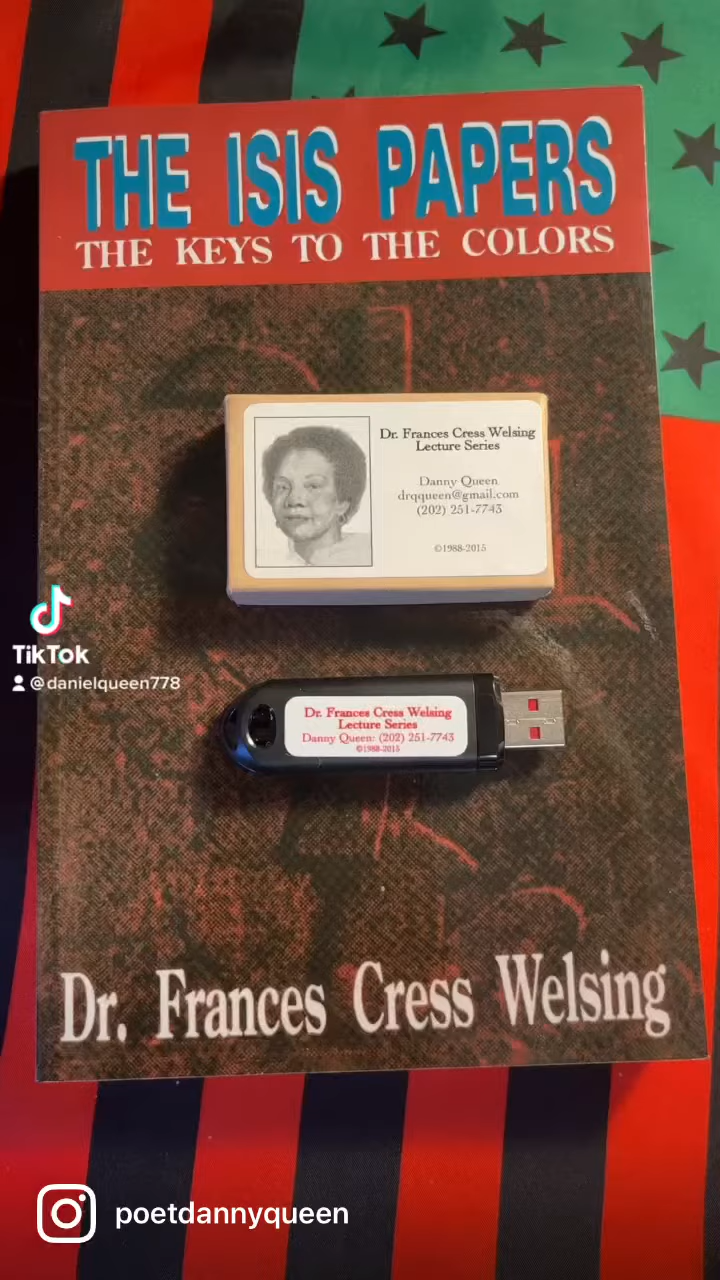 THE ISIS PAPERS
THE KEYS TO THE COLORS
Dr. Frances Cress Welsing
Lecture Series
Danny Queen
drqqueen@gmail.com
(202) 251-7743
©1988-2015
TikTok
@danielqueen778
Dr. Frances Cress Welsing
Lecture Series
Danny Queen: (202) 251-7743
©1988-2015
Dr. Frances Cress Welsing
poetdannyqueen